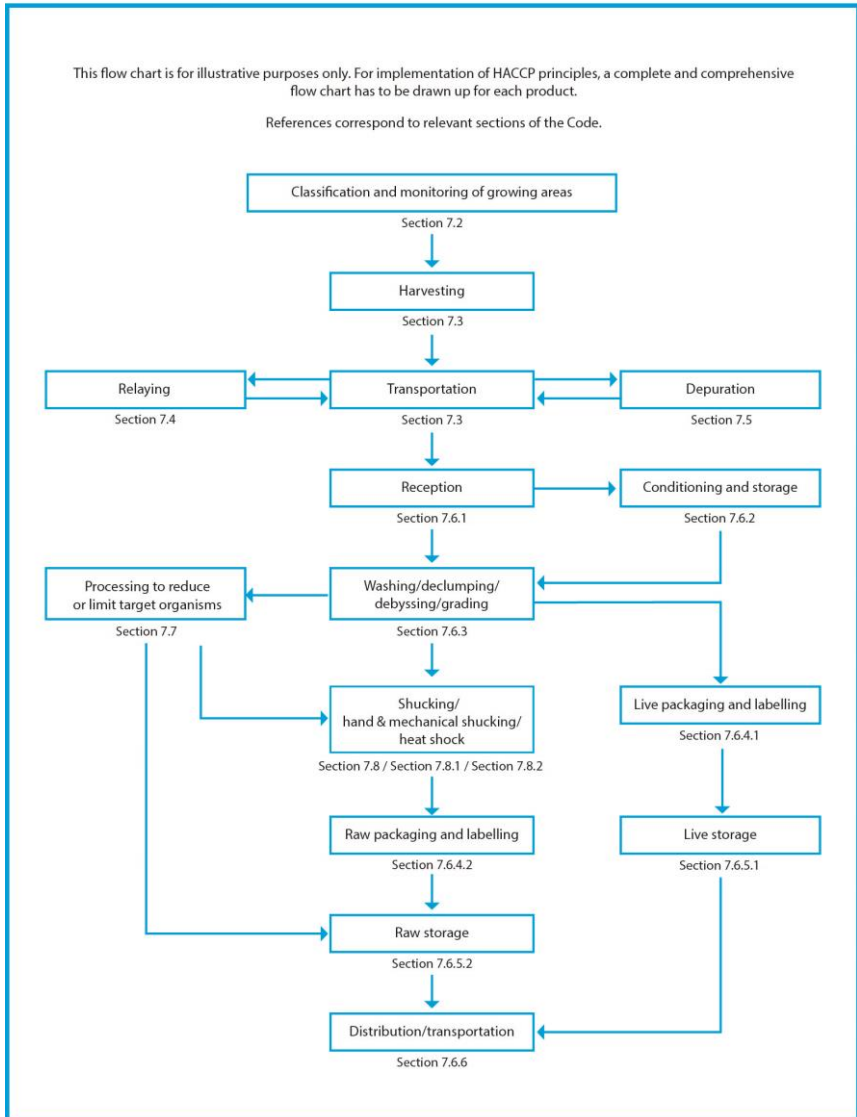 This flow chart is for illustrative purposes only. For implementation of HACCP principles, a complete and comprehensive
flow chart has to be drawn up for each product.
References correspond to relevant sections of the Code.
Classification and monitoring of growing areas
Section 7.2
Harvesting
Section 7.3
Relaying
Section 7.4
Transportation
Section 7.3
Depuration
Section 7.5
Reception
Section 7.6.1
Conditioning and storage
Section 7.6.2
Processing to reduce
or limit target organisms
Section 7.7
Washing/declumping/
debyssing/grading
Section 7.6.3
Shucking/
hand & mechanical shucking/
heat shock
Section 7.8 / Section 7.8.1 / Section 7.8.2
Live packaging and labelling
Section 7.6.4.1
Raw packaging and labelling
Section 7.6.4.2
Live storage
Section 7.6.5.1
Raw storage
Section 7.6.5.2
Distribution/transportation
Section 7.6.6